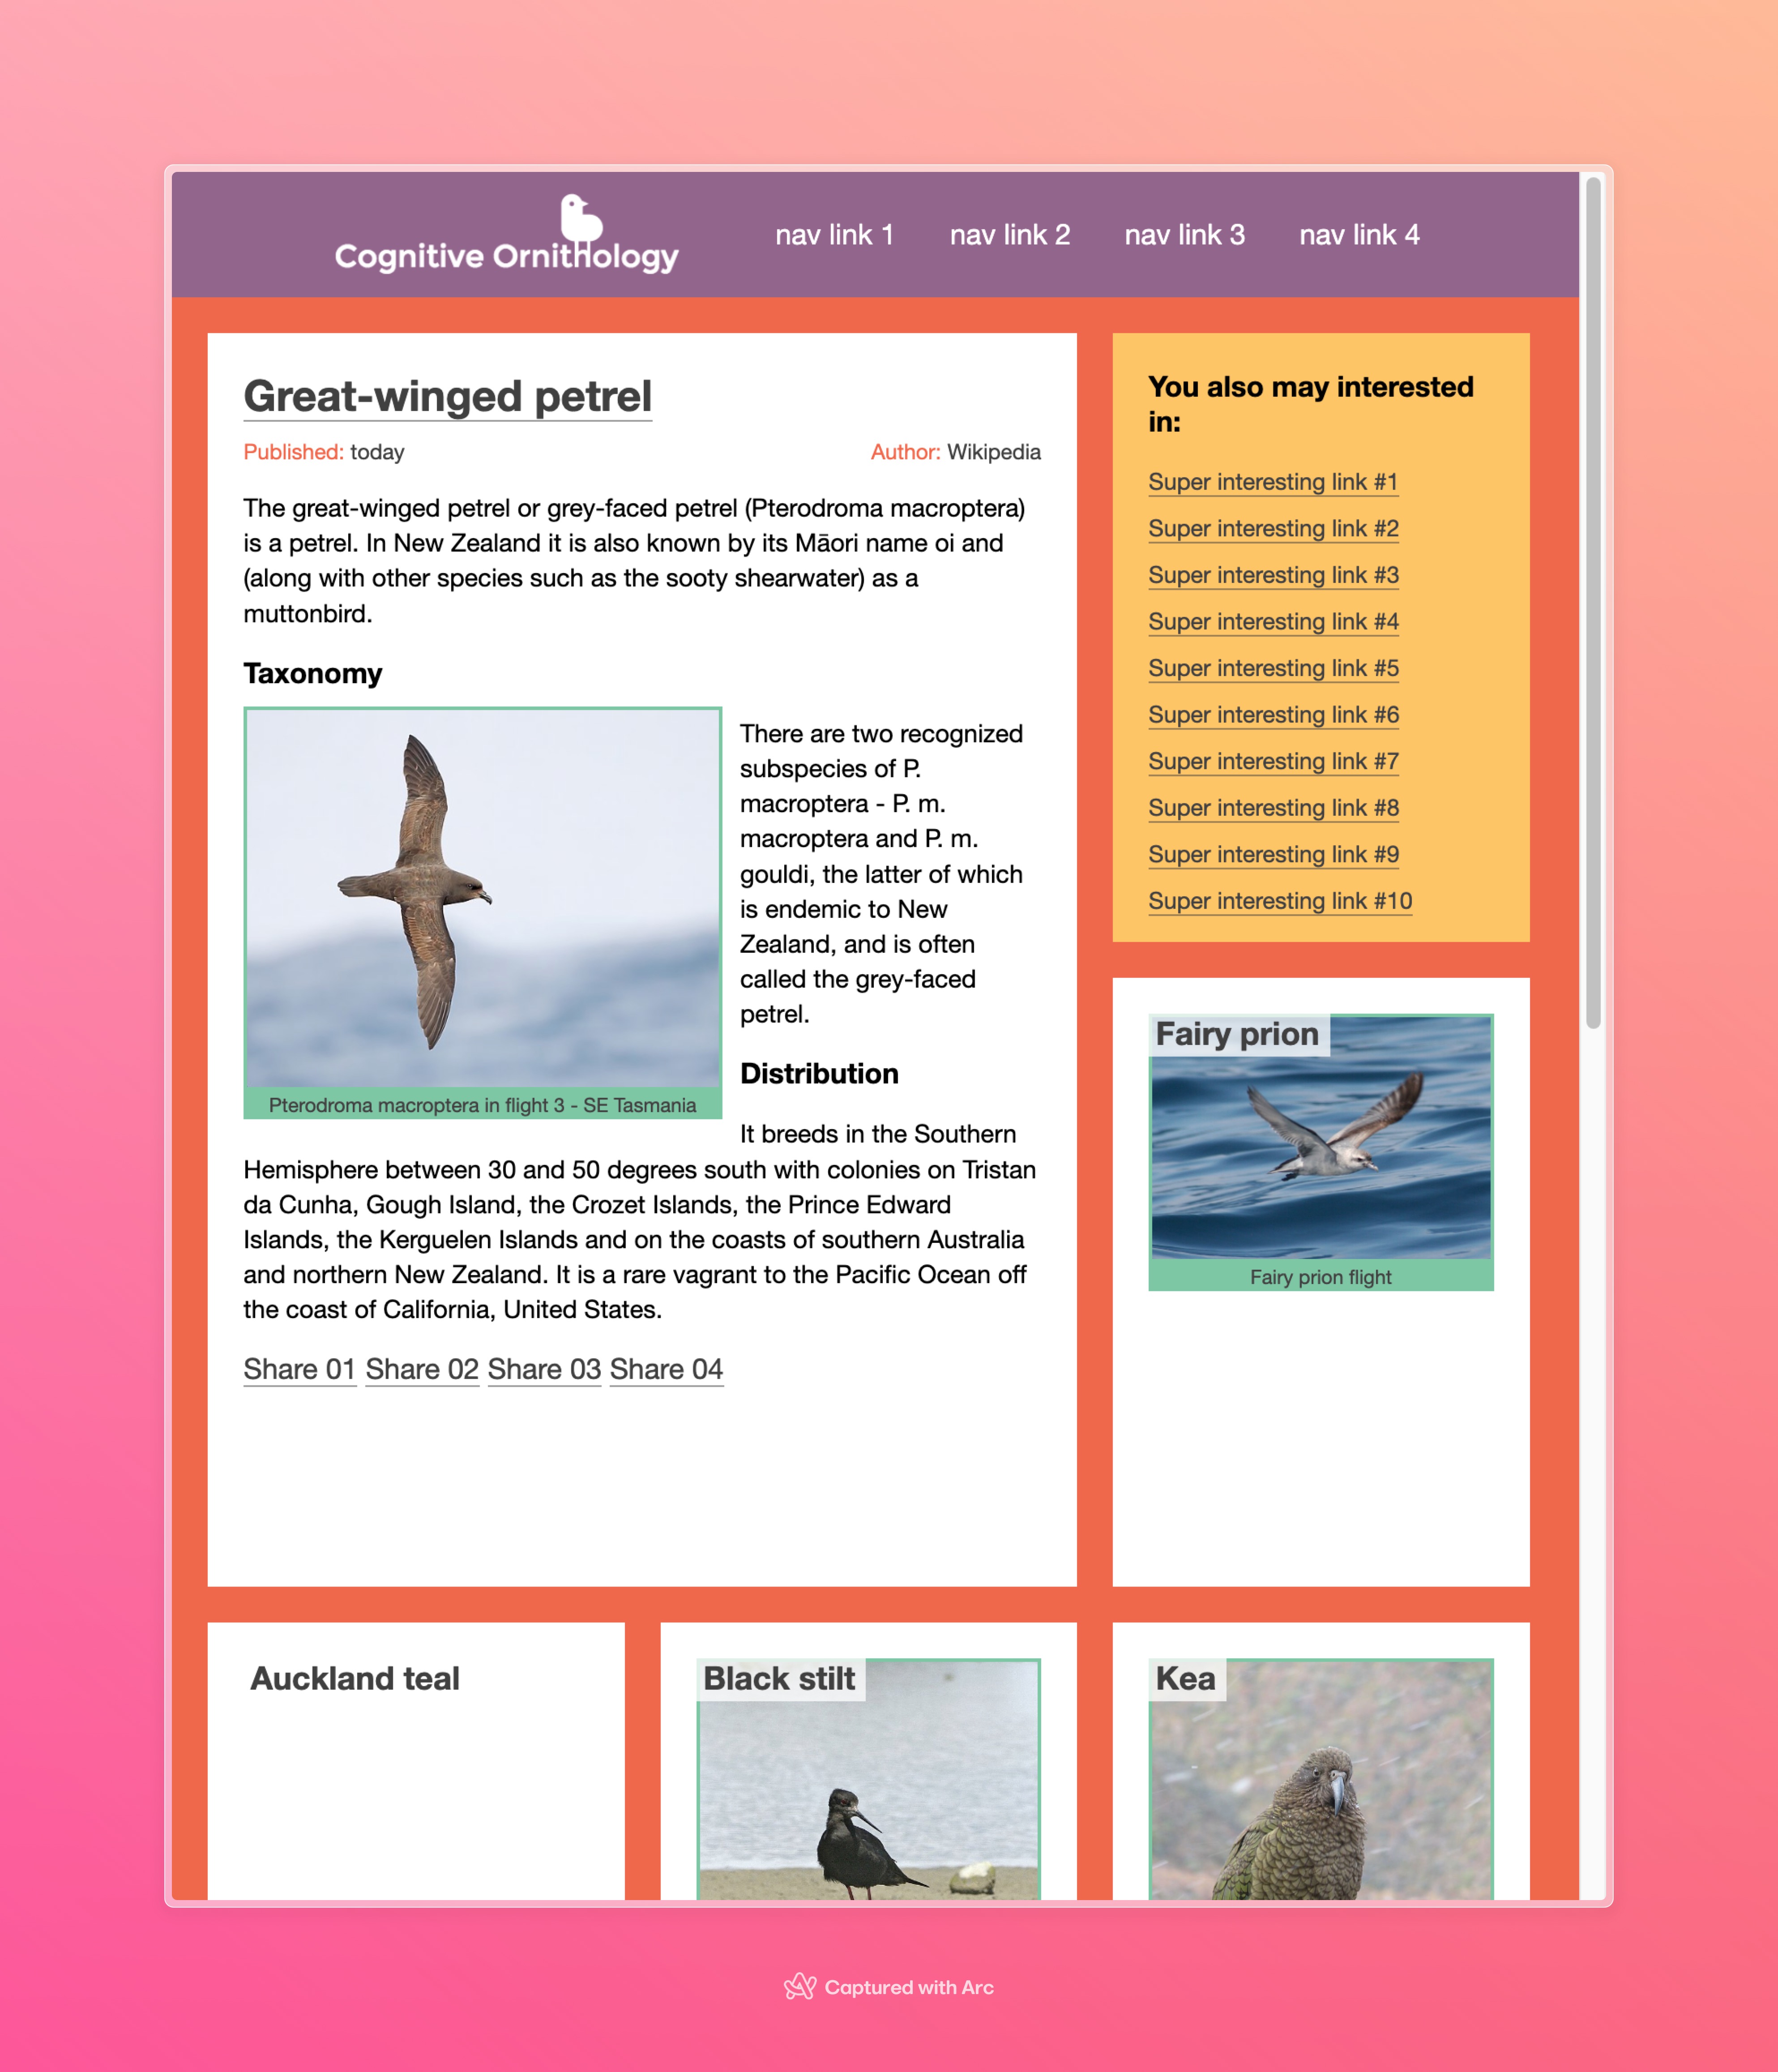 Cognitive Ornithology
nav link 1
nav link 2
nav link 3
nav link 4
Great-winged petrel
Published: today
Author: Wikipedia
The great-winged petrel or grey-faced petrel (Pterodroma macroptera)
is a petrel. In New Zealand it is also known by its Māori name oi and
(along with other species such as the sooty shearwater) as a
muttonbird.
Taxonomy
There are two recognized
subspecies of P.
macroptera - P. m.
macroptera and P. m.
gouldi, the latter of which
is endemic to New
Zealand, and is often
called the grey-faced
petrel.
Pterodroma macroptera in flight 3 - SE Tasmania
Distribution
It breeds in the Southern
Hemisphere between 30 and 50 degrees south with colonies on Tristan
da Cunha, Gough Island, the Crozet Islands, the Prince Edward
Islands, the Kerguelen Islands and on the coasts of southern Australia
and northern New Zealand. It is a rare vagrant to the Pacific Ocean off
the coast of California, United States.
Share 01 Share 02 Share 03 Share 04
You also may interested
in:
Super interesting link #1
Super interesting link #2
Super interesting link #3
Super interesting link #4
Super interesting link #5
Super interesting link #6
Super interesting link #7
Super interesting link #8
Super interesting link #9
Super interesting link #10
Fairy prion
Fairy prion flight
Auckland teal
Black stilt
Kea
Captured with Arc